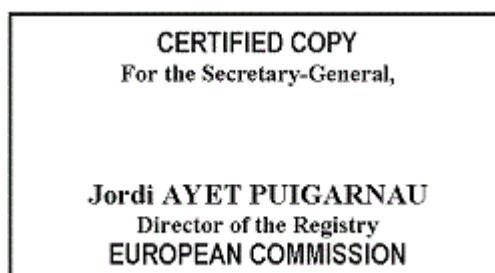 CERTIFIED COPY
For the Secretary-General,
Jordi AYET PUIGARNAU
Director of the Registry
EUROPEAN COMMISSION